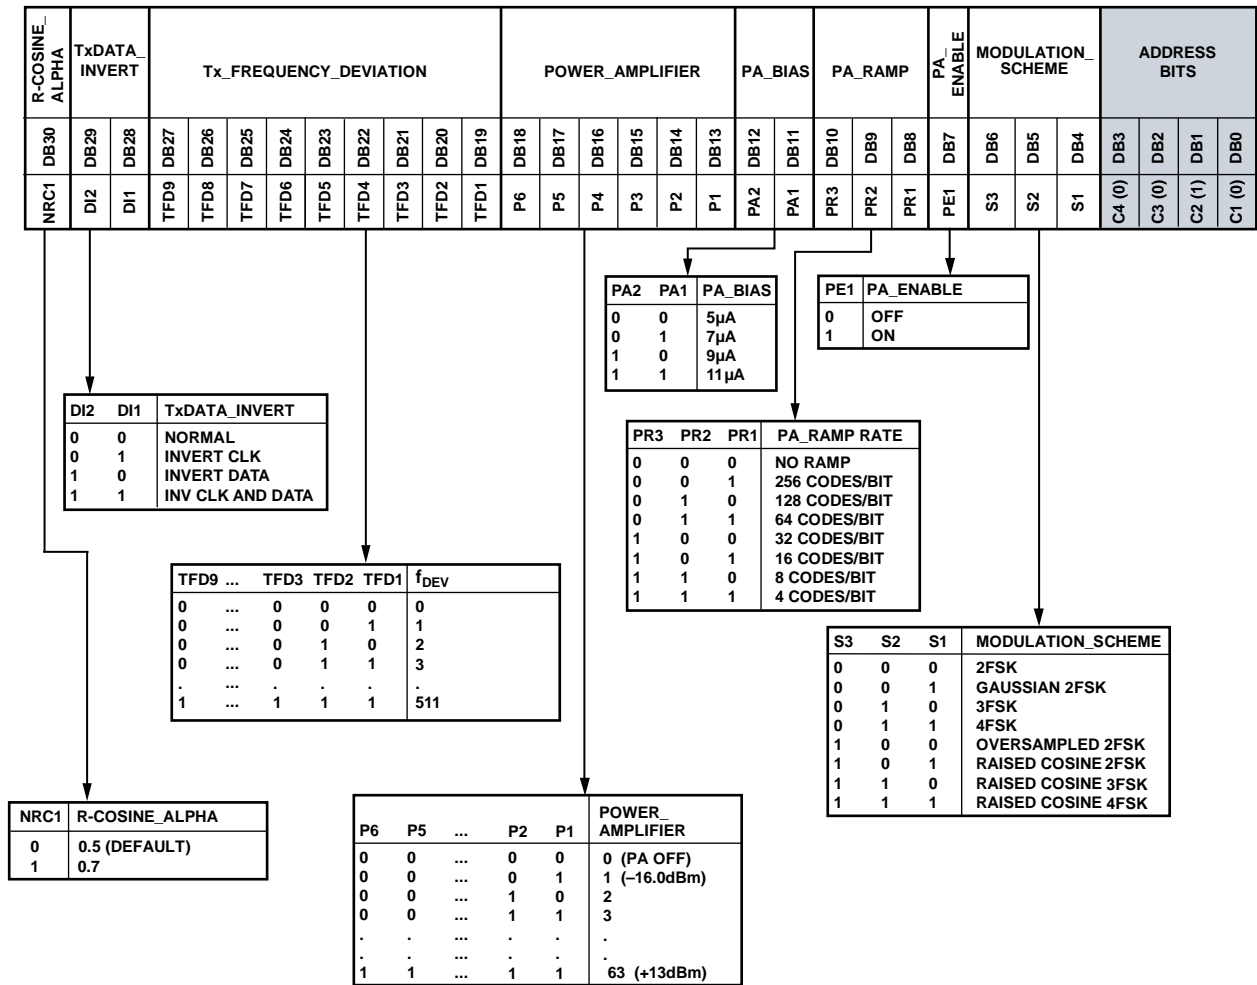 R-COSINE_ ALPHA
TxDATA_ INVERT
Tx_FREQUENCY_DEVIATION
POWER_AMPLIFIER
PA_BIAS
PA_RAMP
PA_ ENABLE
MODULATION_ SCHEME
ADDRESS BITS
DB30 DB29 DB28 DB27 DB26 DB25 DB24 DB23 DB22 DB21 DB20 DB19 DB18 DB17 DB16 DB15 DB14 DB13 DB12 DB11 DB10 DB9 DB8 DB7 DB6 DB5 DB4 DB3 DB2 DB1 DB0
NRC1 DI2 DI1 TFD9 TFD8 TFD7 TFD6 TFD5 TFD4 TFD3 TFD2 TFD1 P6 P5 P4 P3 P2 P1 PA2 PA1 PR3 PR2 PR1 PE1 S3 S2 S1 C4 (0) C3 (0) C2 (1) C1 (0)
PA2 PA1 PA_BIAS
0 0 5µA
0 1 7µA
1 0 9µA
1 1 11µA
PE1 PA_ENABLE
0 OFF
1 ON
DI2 DI1 TxDATA_INVERT
0 0 NORMAL
0 1 INVERT CLK
1 0 INVERT DATA
1 1 INV CLK AND DATA
PR3 PR2 PR1 PA_RAMP RATE
0 0 0 NO RAMP
0 0 1 256 CODES/BIT
0 1 0 128 CODES/BIT
0 1 1 64 CODES/BIT
1 0 0 32 CODES/BIT
1 0 1 16 CODES/BIT
1 1 0 8 CODES/BIT
1 1 1 4 CODES/BIT
TFD9 ... TFD3 TFD2 TFD1 fDEV
0 ... 0 0 0 0
0 ... 0 0 1 1
0 ... 0 1 0 2
0 ... 0 1 1 3
. ... . . . .
1 ... 1 1 1 511
S3 S2 S1 MODULATION_SCHEME
0 0 0 2FSK
0 0 1 GAUSSIAN 2FSK
0 1 0 3FSK
0 1 1 4FSK
1 0 0 OVERSAMPLED 2FSK
1 0 1 RAISED COSINE 2FSK
1 1 0 RAISED COSINE 3FSK
1 1 1 RAISED COSINE 4FSK
NRC1 R-COSINE_ALPHA
0 0.5 (DEFAULT)
1 0.7
P6 P5 ... P2 P1 POWER_ AMPLIFIER
0 0 ... 0 0 0 (PA OFF)
0 0 ... 0 1 1 (–16.0dBm)
0 0 ... 1 0 2
0 0 ... 1 1 3
. . ... . . .
. . ... . . .
1 1 ... 1 1 63 (+13dBm)